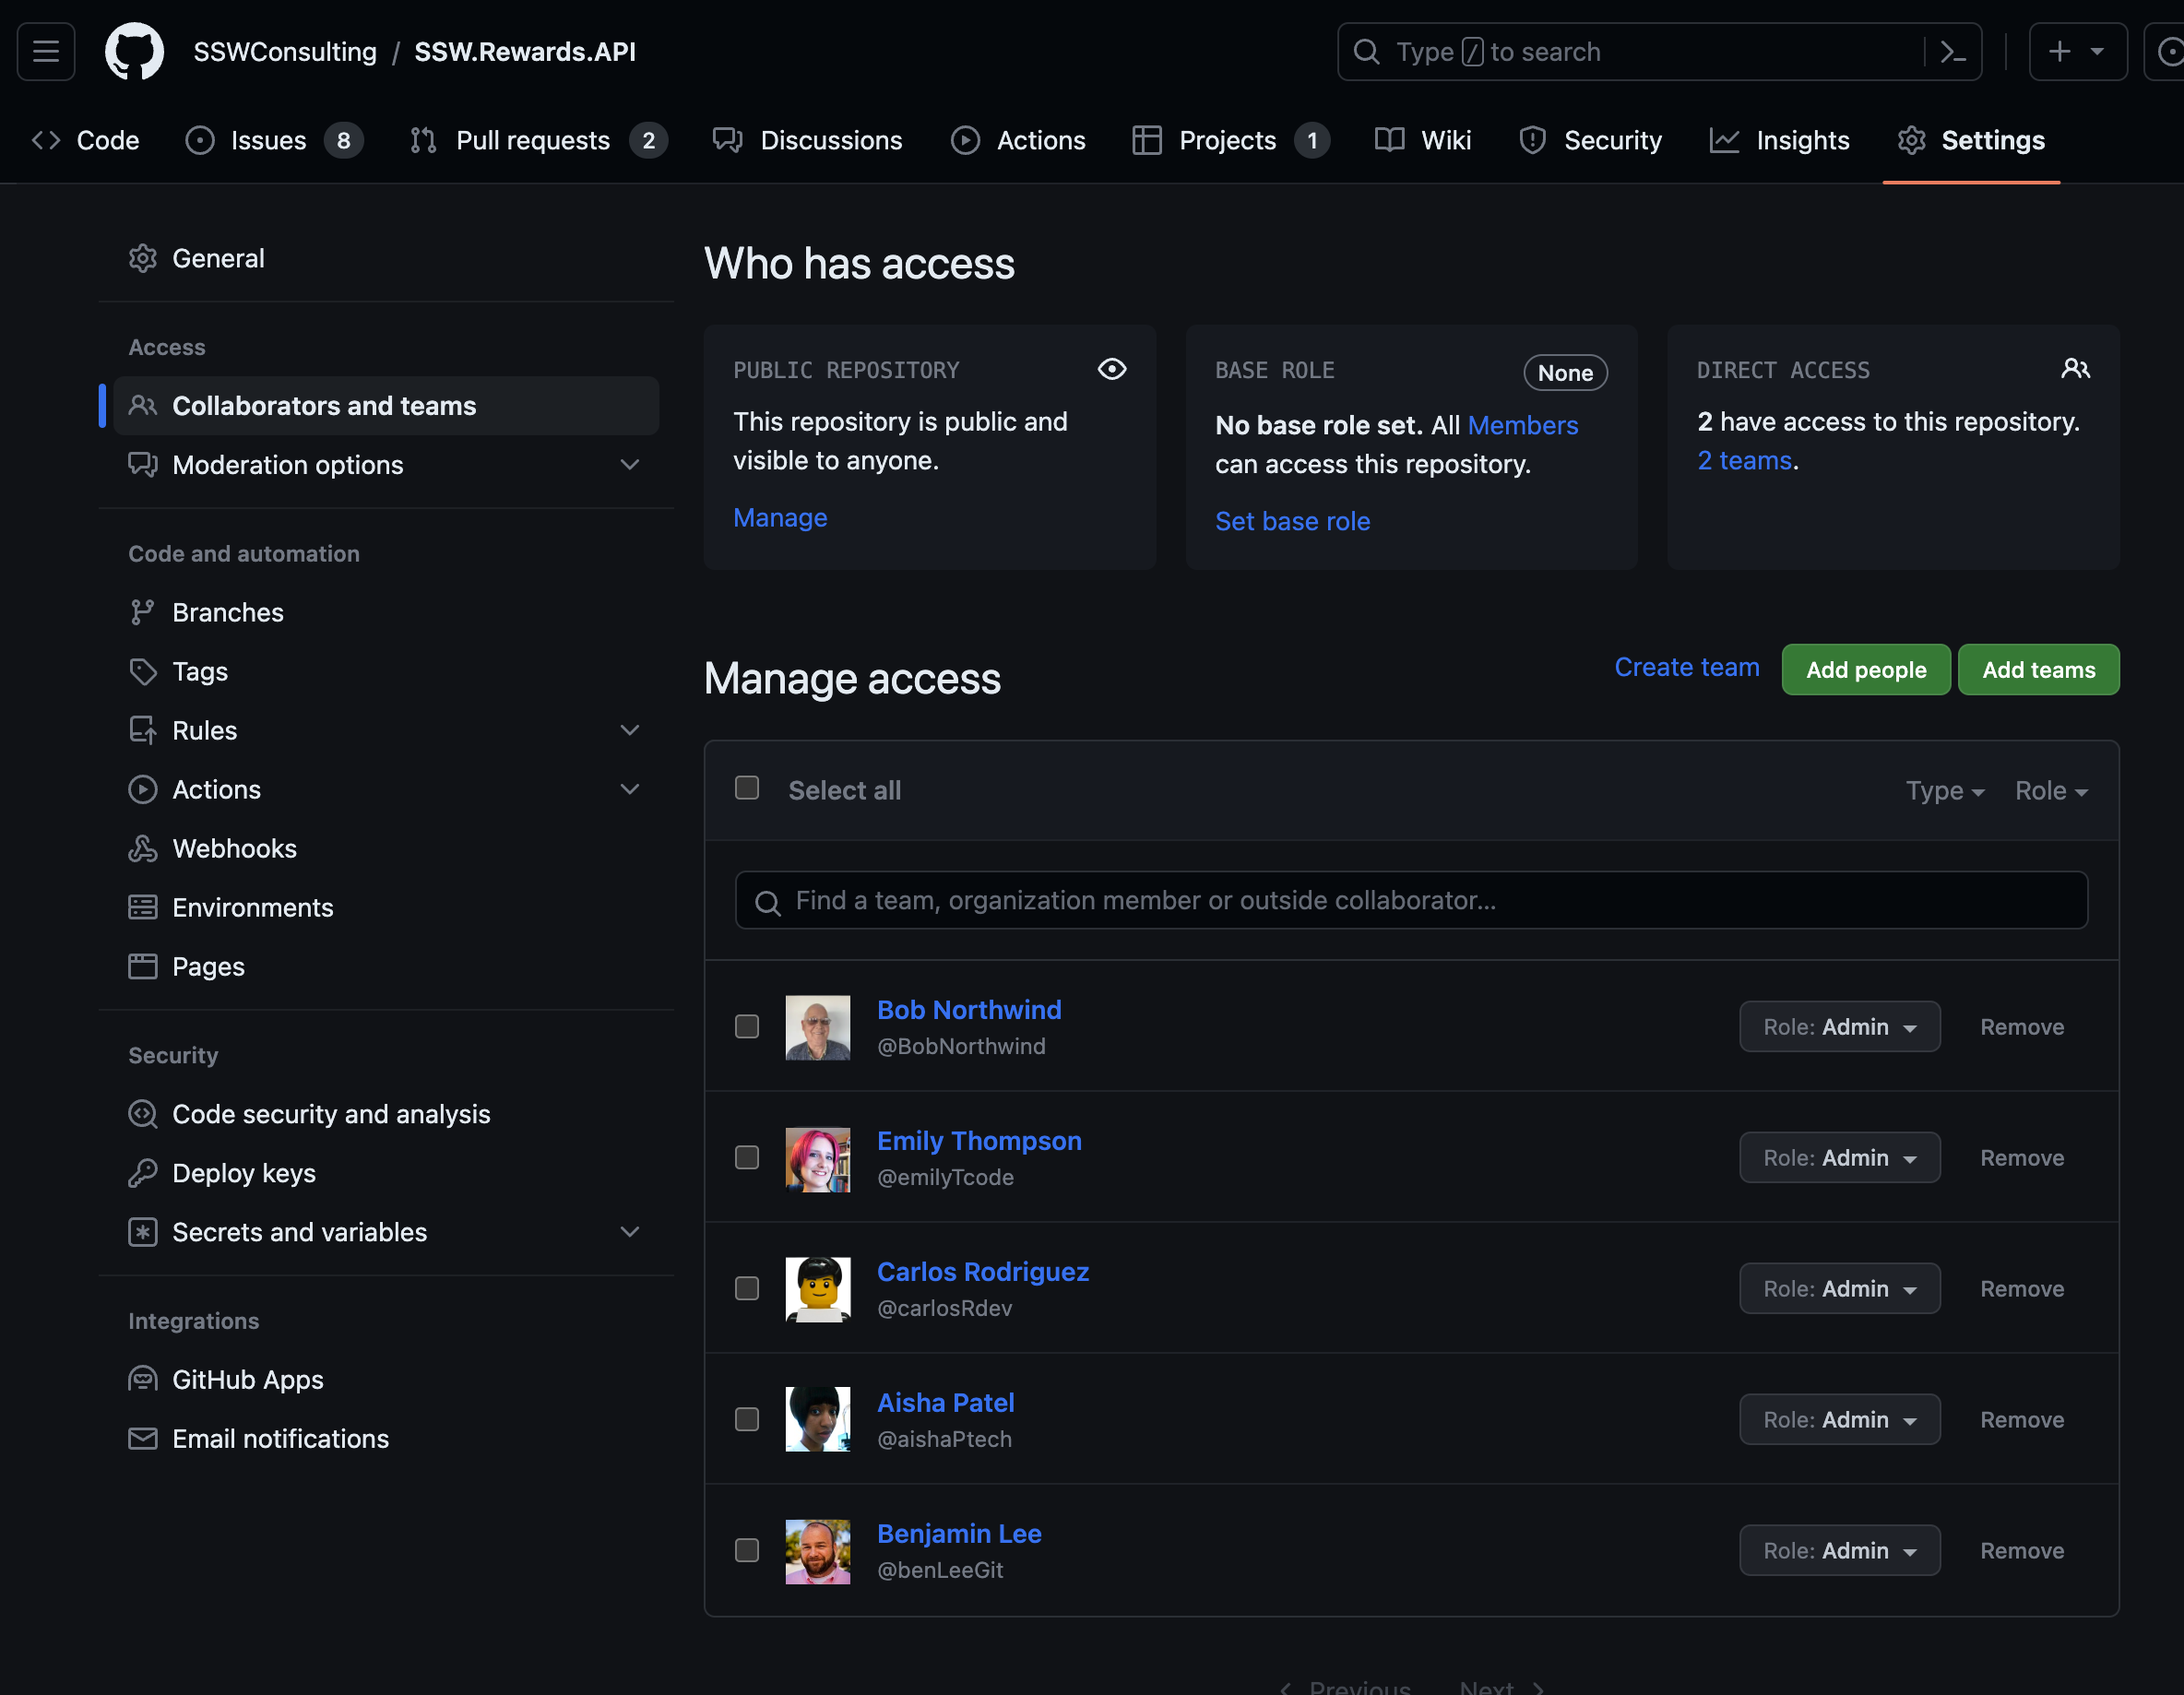 SSWConsulting / SSW.Rewards.API
Type / to search
Code
Issues 8
Pull requests 2
Discussions
Actions
Projects 1
Wiki
Security
Insights
Settings
General
Access
Collaborators and teams
Moderation options
Code and automation
Branches
Tags
Rules
Actions
Webhooks
Environments
Pages
Security
Code security and analysis
Deploy keys
Secrets and variables
Integrations
GitHub Apps
Email notifications
Who has access
PUBLIC REPOSITORY
This repository is public and
visible to anyone.
Manage
BASE ROLE
None
No base role set. All Members
can access this repository.
Set base role
DIRECT ACCESS
2 have access to this repository.
2 teams.
Manage access
Create team
Add people
Add teams
Select all
Type
Role
Find a team, organization member or outside collaborator...
Bob Northwind
@BobNorthwind
Role: Admin
Remove
Emily Thompson
@emilyTcode
Role: Admin
Remove
Carlos Rodriguez
@carlosRdev
Role: Admin
Remove
Aisha Patel
@aishaPtech
Role: Admin
Remove
Benjamin Lee
@benLeeGit
Role: Admin
Remove
Previous
Next